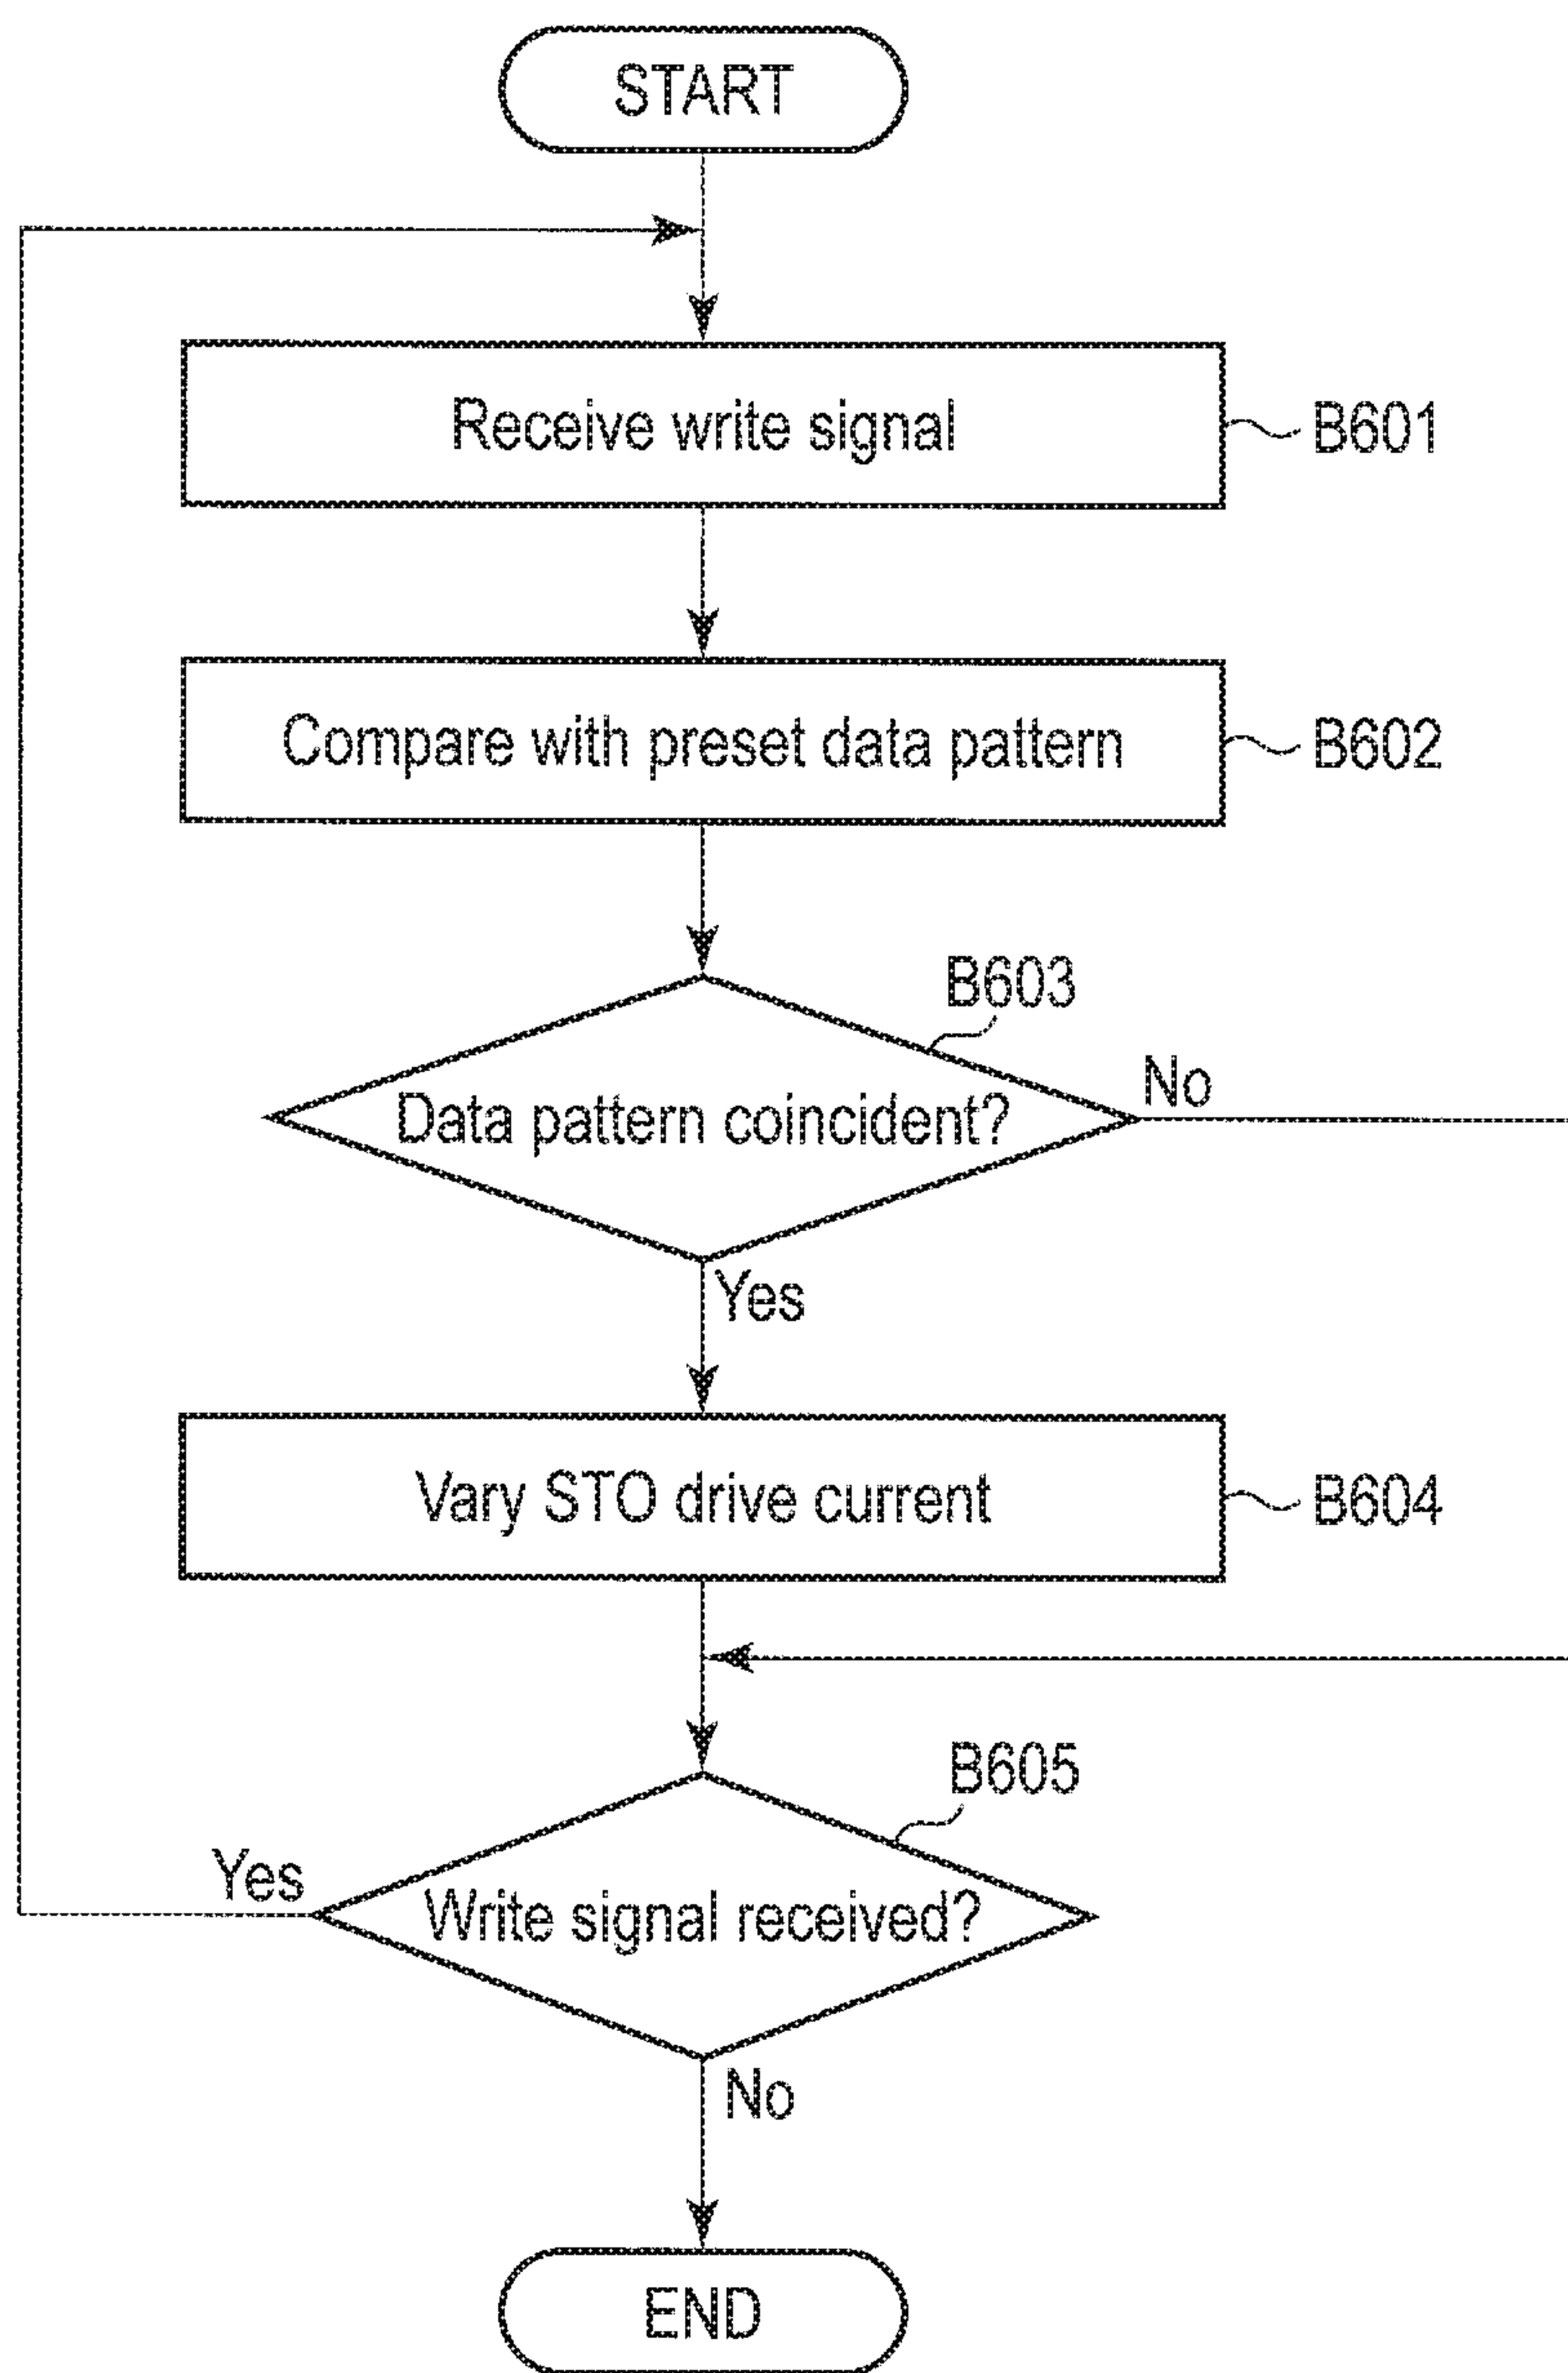 START
Receive write signal
B601
Compare with preset data pattern
B602
B603
Data pattern coincident?
No
Yes
Vary STO drive current
B604
B605
Yes
Write signal received?
No
END